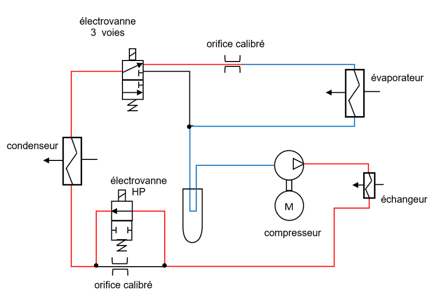 électrovanne
3 voies
orifice calibré
évaporateur
condenseur
électrovanne
HP
échangeur
M
compresseur
orifice calibré